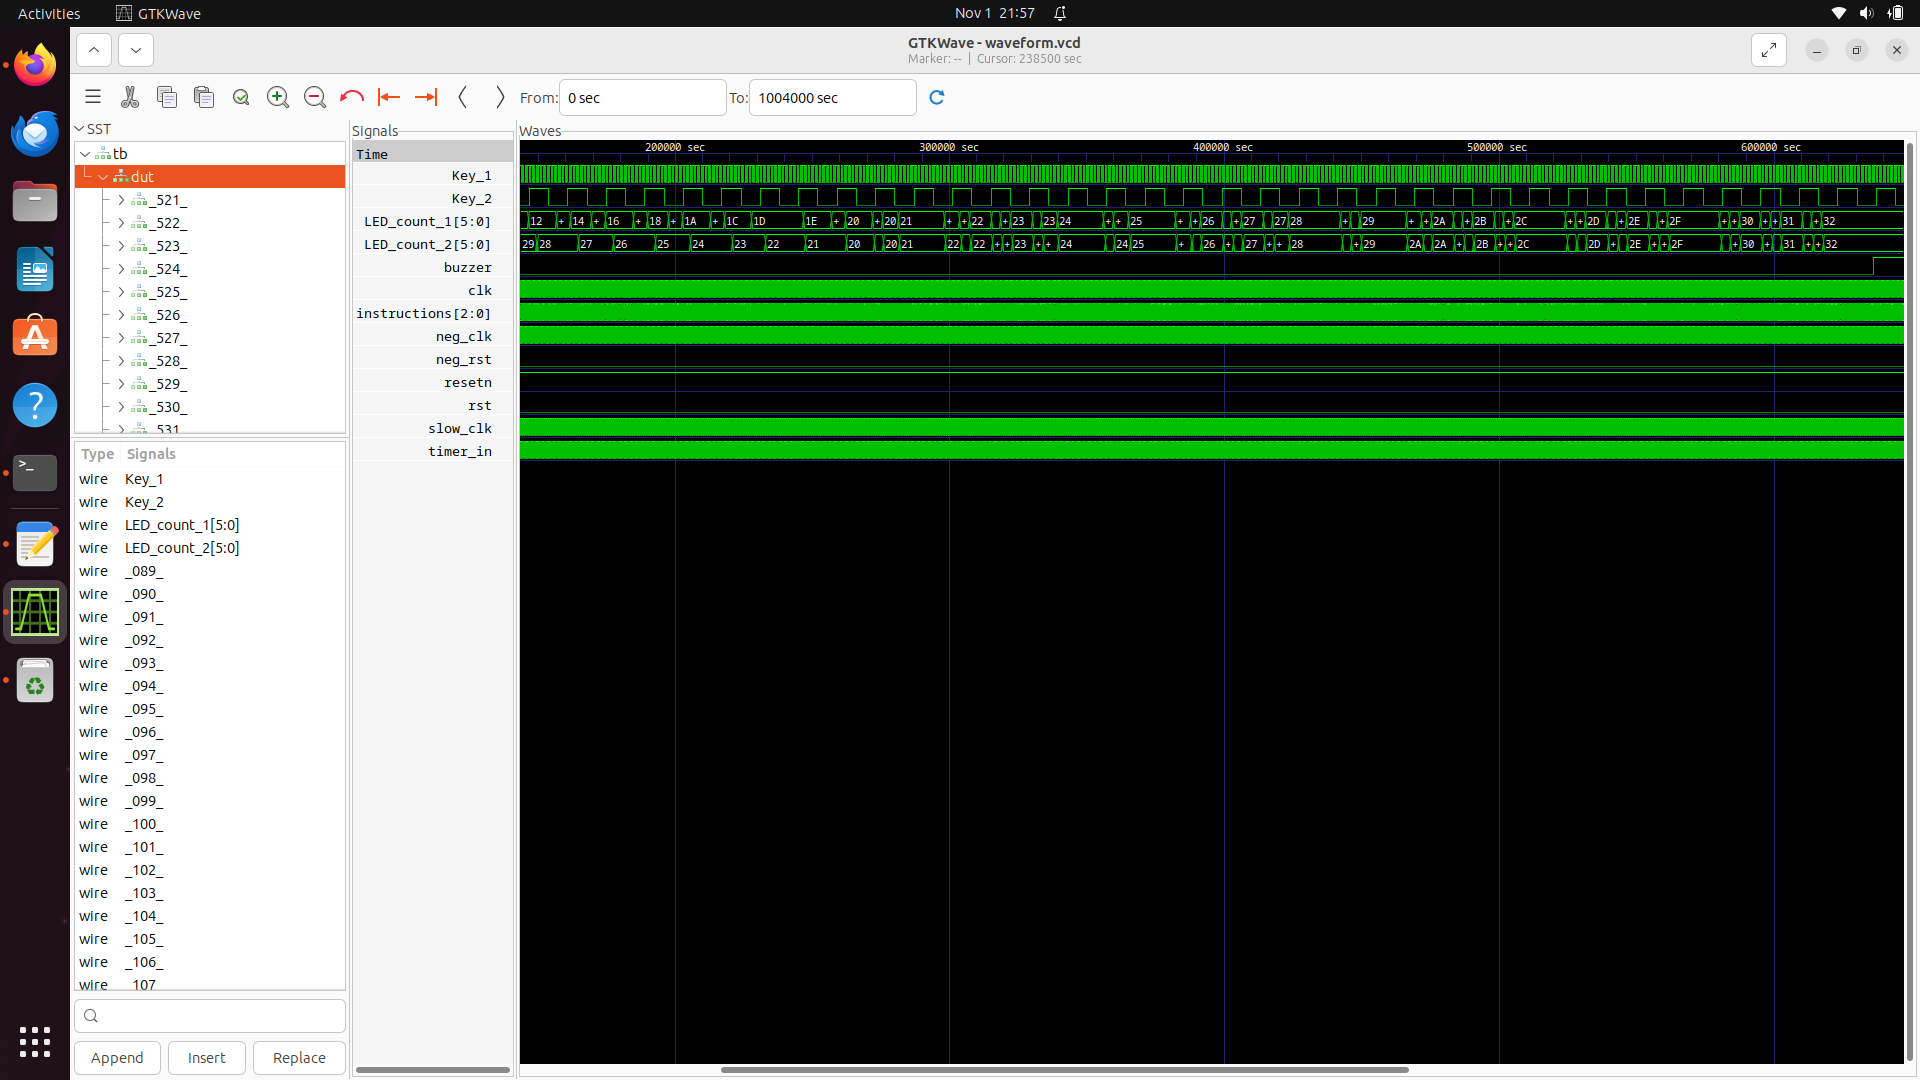 Activities GTKWave Nov 1 21:57
GTKWave - waveform.vcd
Marker: -- | Cursor: 238500 sec
From: 0 sec To: 1004000 sec
SST
tb
dut
_521_
_522_
_523_
_524_
_525_
_526_
_527_
_528_
_529_
_530_
_531_
Type Signals
wire Key_1
wire Key_2
wire LED_count_1[5:0]
wire LED_count_2[5:0]
wire _089_
wire _090_
wire _091_
wire _092_
wire _093_
wire _094_
wire _095_
wire _096_
wire _097_
wire _098_
wire _099_
wire _100_
wire _101_
wire _102_
wire _103_
wire _104_
wire _105_
wire _106_
wire _107_
Append Insert Replace
Signals
Time
Key_1
Key_2
LED_count_1[5:0]
LED_count_2[5:0]
buzzer
clk
instructions[2:0]
neg_clk
neg_rst
resetn
rst
slow_clk
timer_in
Waves
200000 sec 300000 sec 400000 sec 500000 sec 600000 sec
12 + 14 + 16 + 18 + 1A + 1C 1D 1E + 20 + 20 21 + + 22 + 23 23 24 + + 25 + + 26 + + 27 27 28 + + 29 + + 2A + + 2B + 2C + + 2D + 2E + 2F + + 30 + + 31 + 32
29 28 27 26 25 24 23 22 21 20 20 21 22 22 + + 23 + + 24 24 25 + 26 + 27 + + 28 + 29 2A 2A + 2B + + 2C 2D + 2E + + 2F + 30 + 31 + + 32